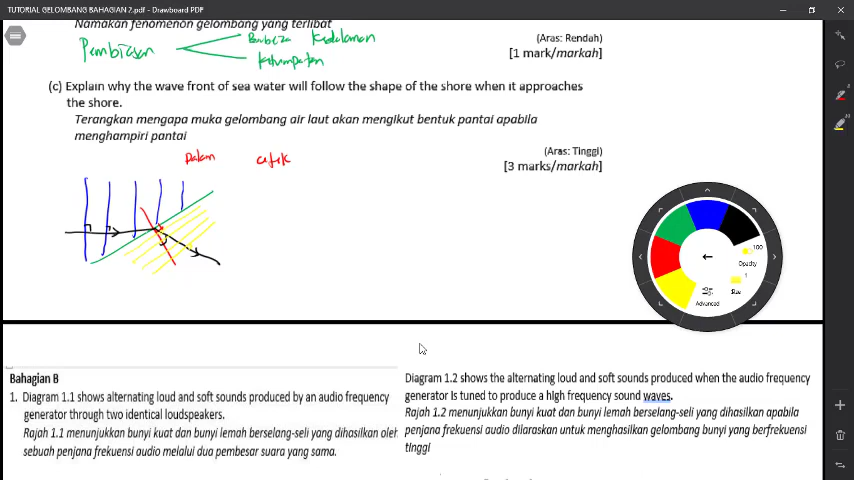 TUTORIAL GELOMBANG BAHAGIAN 2.pdf - Drawboard PDF
Namakan fenomenon gelombang yang terlibat
Pembiasan
Kedalaman
Ketumpatan
(Aras: Rendah)
[1 mark/markah]
(c) Explain why the wave front of sea water will follow the shape of the shore when it approaches
the shore.
Terangkan mengapa muka gelombang air laut akan mengikut bentuk pantai apabila
menghampiri pantai
(Aras: Tinggi)
[3 marks/markah]
Dalam
cetek
100
Opacity
1
Size
Advanced
Bahagian B
1. Diagram 1.1 shows alternating loud and soft sounds produced by an audio frequency
generator through two identical loudspeakers.
Rajah 1.1 menunjukkan bunyi kuat dan bunyi lemah berselang-seli yang dihasilkan oleh
sebuah penjana frekuensi audio melalui dua pembesar suara yang sama.
Diagram 1.2 shows the alternating loud and soft sounds produced when the audio frequency
generator is tuned to produce a high frequency sound waves.
Rajah 1.2 menunjukkan bunyi kuat dan bunyi lemah berselang-seli yang dihasilkan apabila
penjana frekuensi audio dilaraskan untuk menghasilkan gelombang bunyi yang berfrekuensi
tinggi